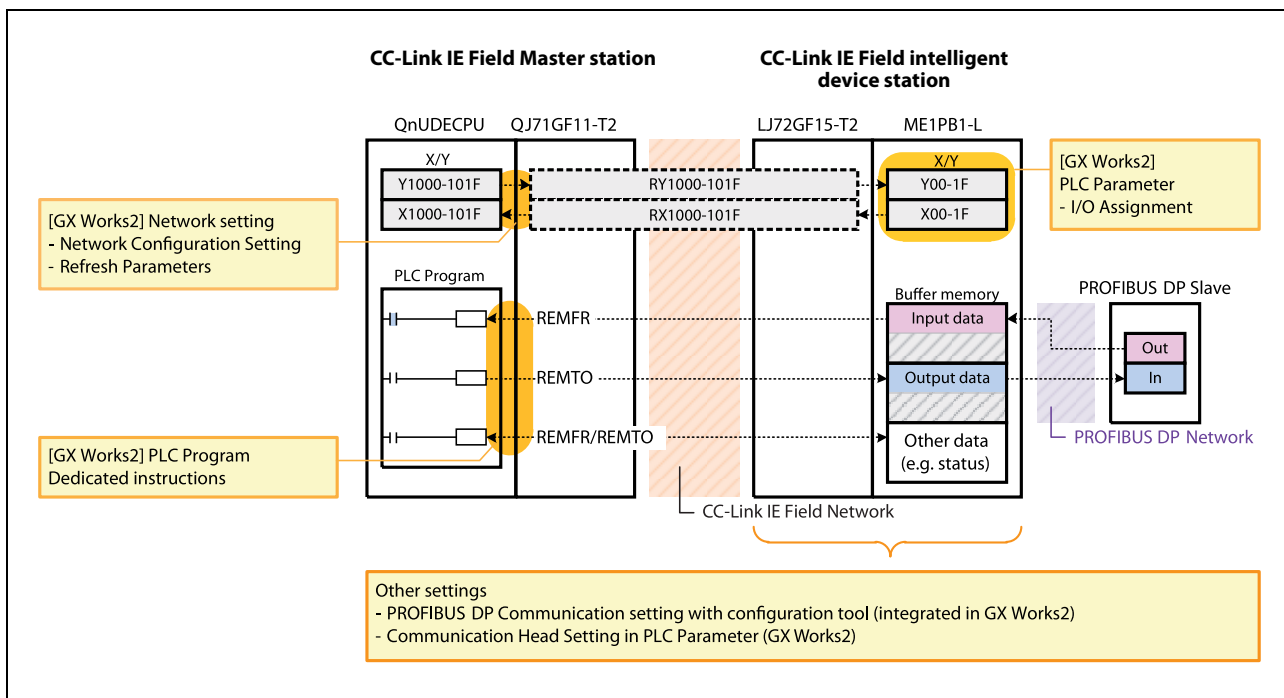 CC-Link IE Field Master station
CC-Link IE Field intelligent
device station
QnUDECPU
QJ71GF11-T2
LJ72GF15-T2
ME1PB1-L
X/Y
Y1000-101F
X1000-101F
RY1000-101F
RX1000-101F
X/Y
Y00-1F
X00-1F
[GX Works2]
PLC Parameter
- I/O Assignment
[GX Works2] Network setting
- Network Configuration Setting
- Refresh Parameters
PLC Program
REMFR
REMTO
REMFR/REMTO
Buffer memory
Input data
Output data
Other data
(e.g. status)
PROFIBUS DP Slave
Out
In
PROFIBUS DP Network
[GX Works2] PLC Program
Dedicated instructions
CC-Link IE Field Network
Other settings
- PROFIBUS DP Communication setting with configuration tool (integrated in GX Works2)
- Communication Head Setting in PLC Parameter (GX Works2)